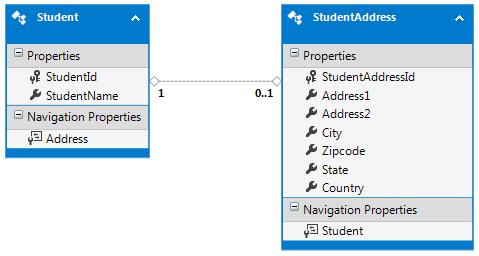 Student
Properties
StudentId
StudentName
Navigation Properties
Address
1
0..1
StudentAddress
Properties
StudentAddressId
Address1
Address2
City
Zipcode
State
Country
Navigation Properties
Student